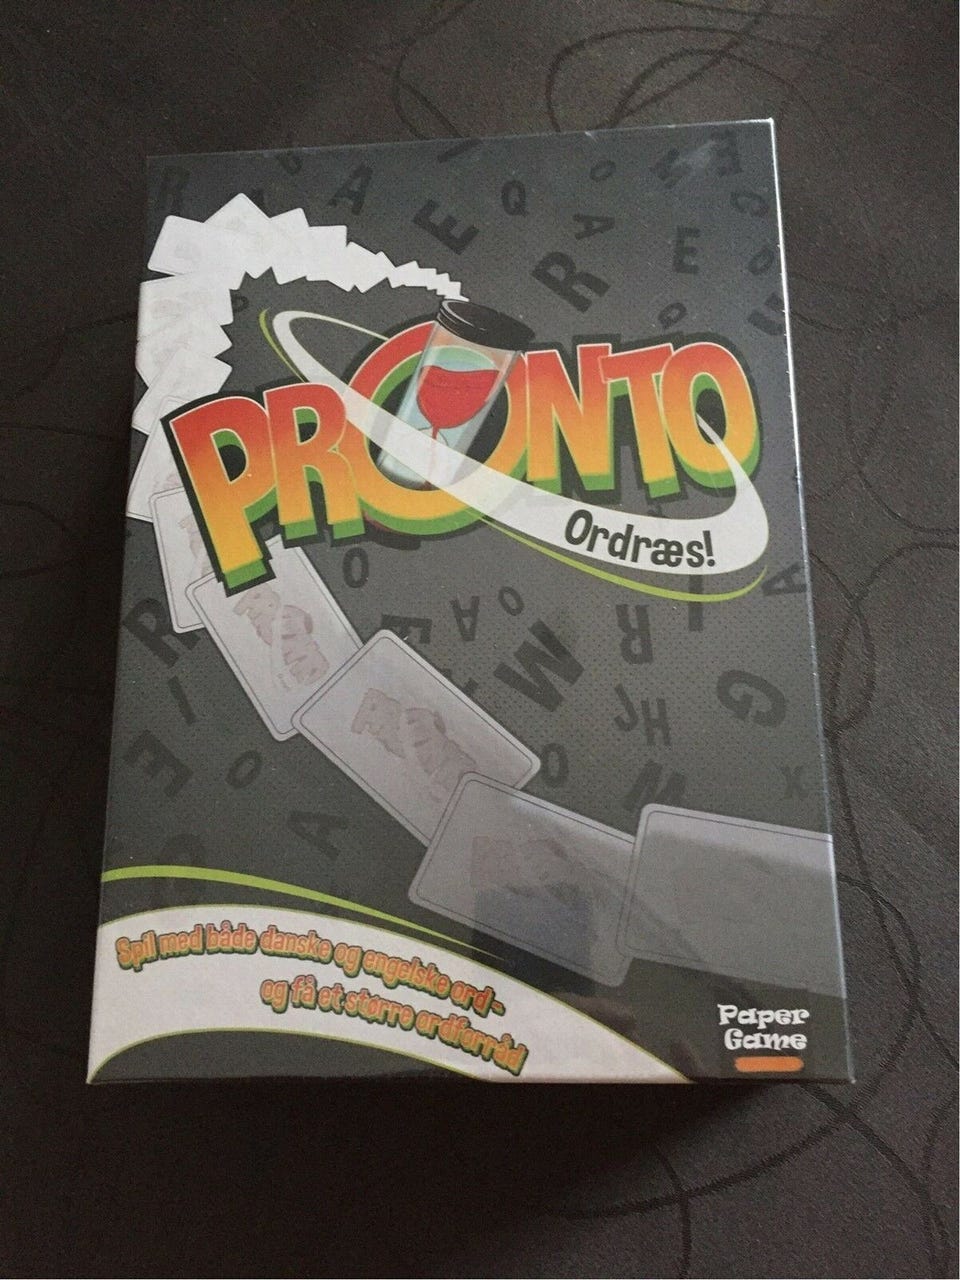 PRONTO
Ordræs!
Spil med både danske og engelske ord -
og få et større ordforråd
Paper
Game